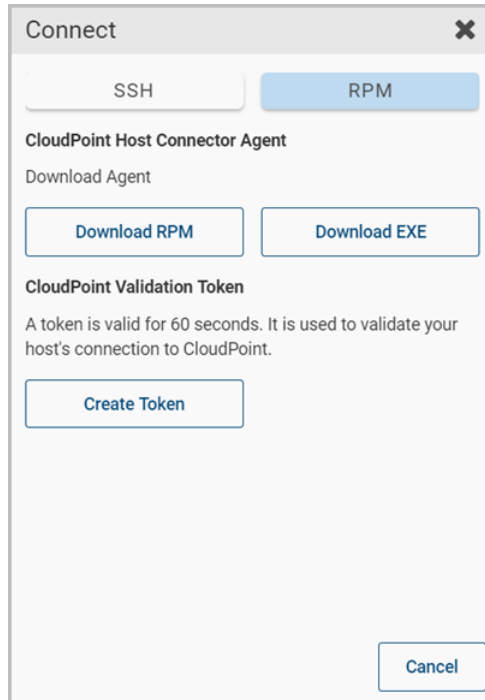 Connect
SSH
RPM
CloudPoint Host Connector Agent
Download Agent
Download RPM
Download EXE
CloudPoint Validation Token
A token is valid for 60 seconds. It is used to validate your
host's connection to CloudPoint.
Create Token
Cancel